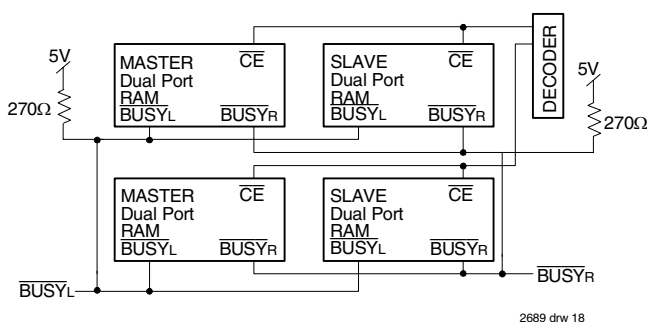 5V
270Ω
MASTER
Dual Port
RAM
BUSYL
BUSYR
CE
SLAVE
Dual Port
RAM
BUSYL
BUSYR
CE
DECODER
5V
270Ω
MASTER
Dual Port
RAM
BUSYL
BUSYR
CE
SLAVE
Dual Port
RAM
BUSYL
BUSYR
CE
BUSYL
BUSYR
2689 drw 18